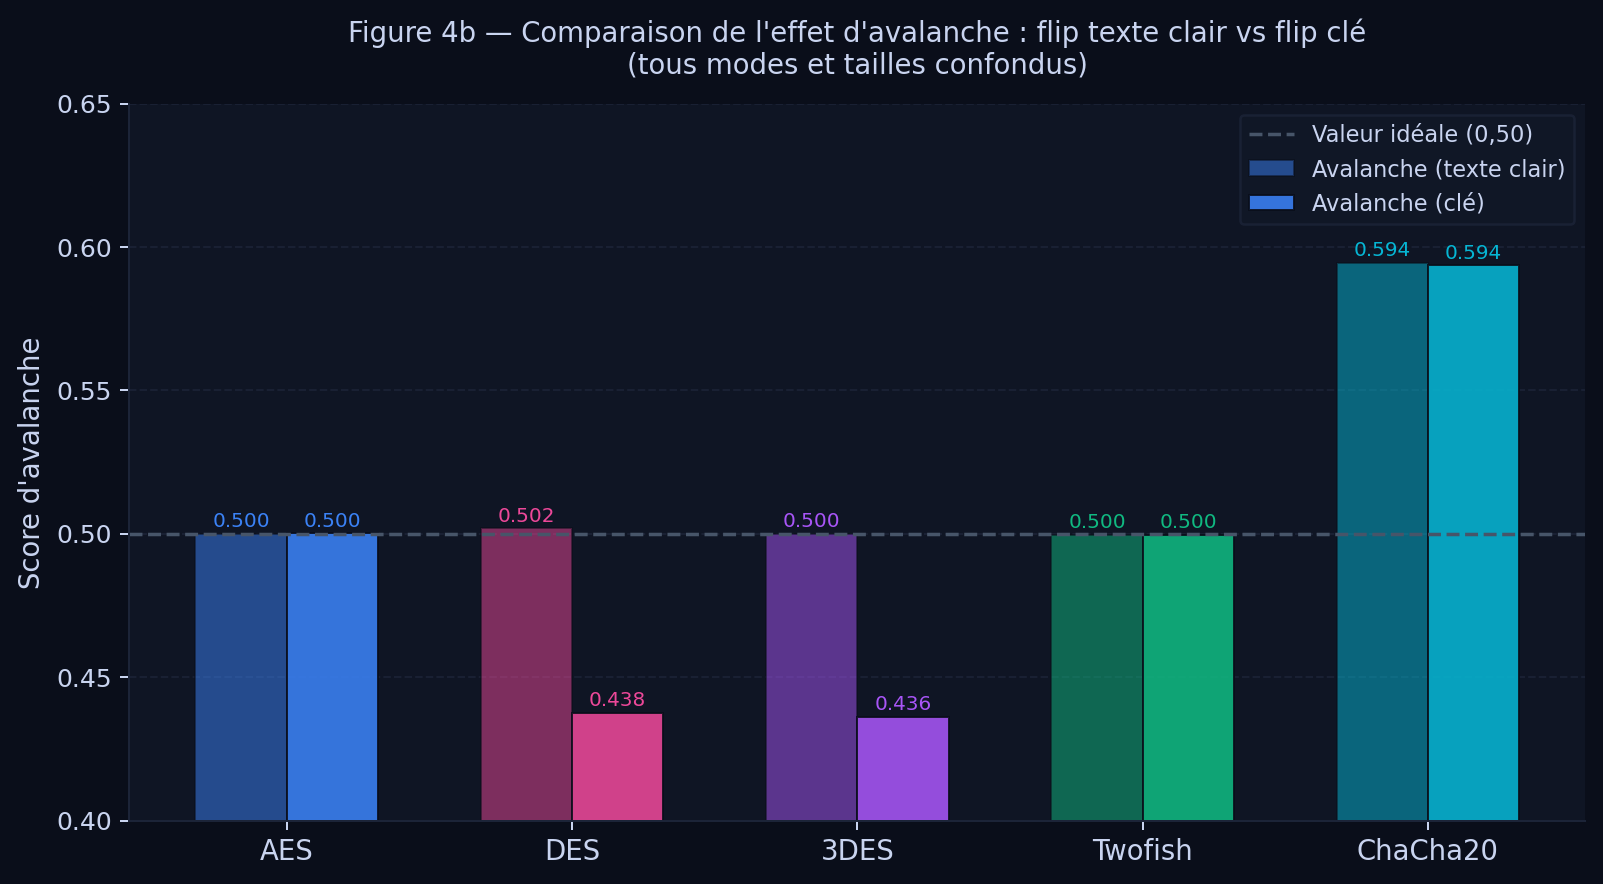 Figure 4b — Comparaison de l'effet d'avalanche : flip texte clair vs flip clé
(tous modes et tailles confondus)
Valeur idéale (0,50)
Avalanche (texte clair)
Avalanche (clé)
Score d'avalanche
0.65
0.60
0.55
0.50
0.45
0.40
0.500
0.500
0.502
0.438
0.500
0.436
0.500
0.500
0.594
0.594
AES
DES
3DES
Twofish
ChaCha20